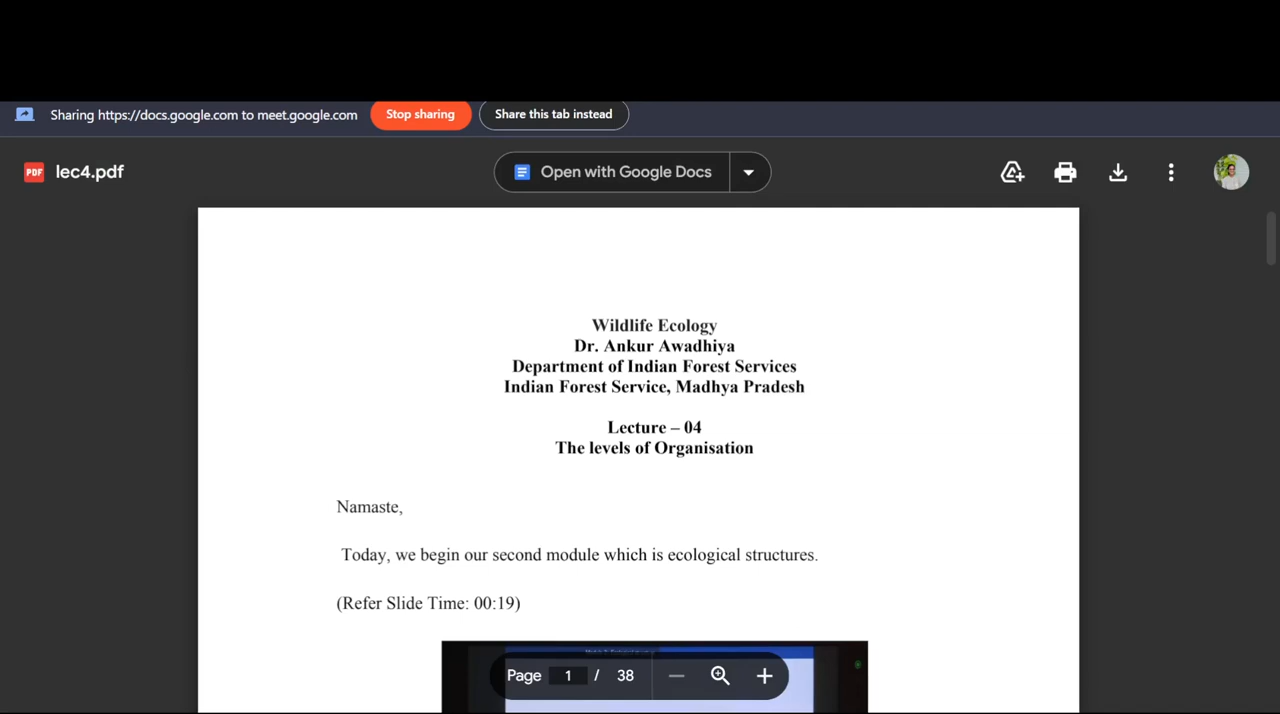 Sharing https://docs.google.com to meet.google.com Stop sharing Share this tab instead
PDF lec4.pdf Open with Google Docs
Wildlife Ecology
Dr. Ankur Awadhiya
Department of Indian Forest Services
Indian Forest Service, Madhya Pradesh
Lecture – 04
The levels of Organisation
Namaste,
Today, we begin our second module which is ecological structures.
(Refer Slide Time: 00:19)
Page 1 / 38